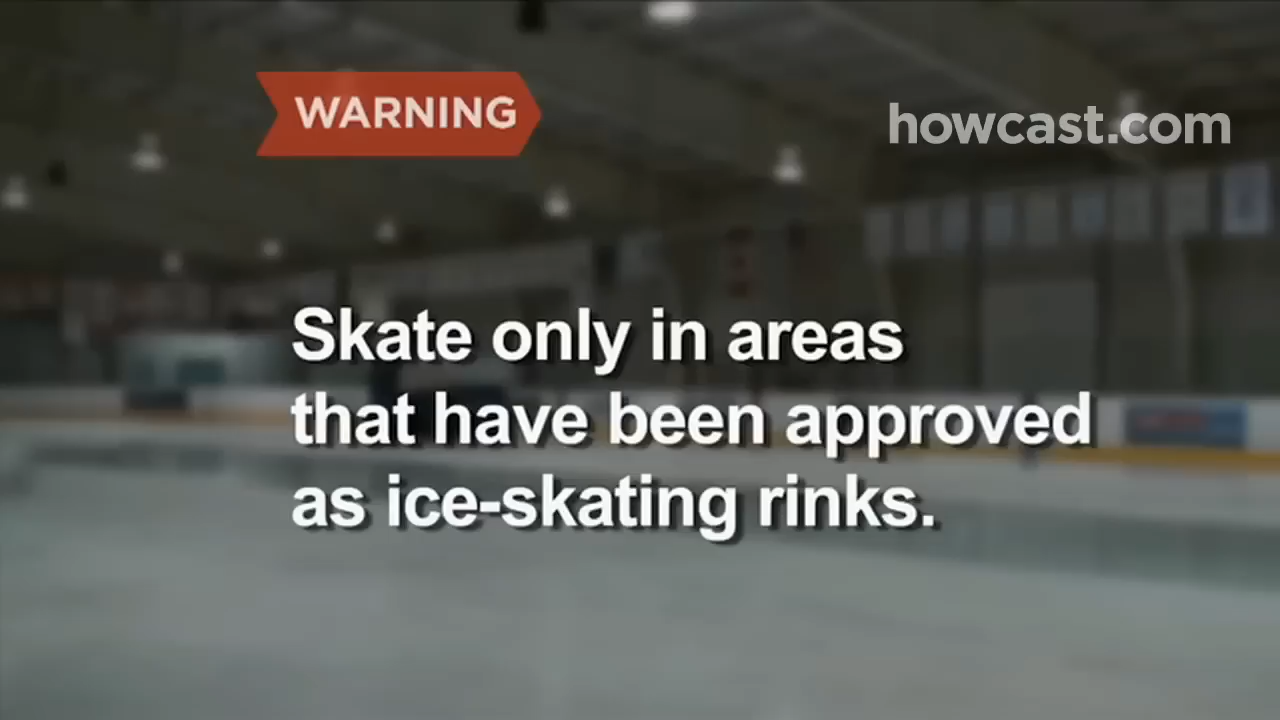 WARNING
howcast.com
Skate only in areas
that have been approved
as ice-skating rinks.